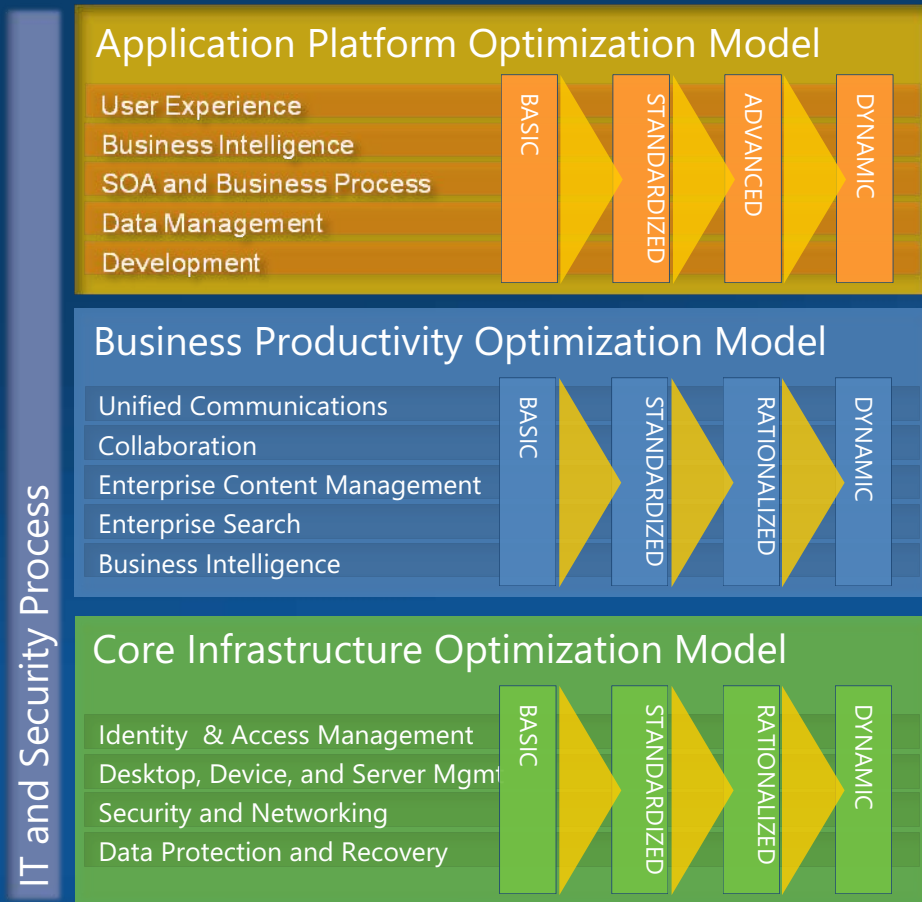 IT and Security Process
Application Platform Optimization Model
User Experience
Business Intelligence
SOA and Business Process
Data Management
Development
BASIC
STANDARDIZED
ADVANCED
DYNAMIC
Business Productivity Optimization Model
Unified Communications
Collaboration
Enterprise Content Management
Enterprise Search
Business Intelligence
BASIC
STANDARDIZED
RATIONALIZED
DYNAMIC
Core Infrastructure Optimization Model
Identity & Access Management
Desktop, Device, and Server Mgmt
Security and Networking
Data Protection and Recovery
BASIC
STANDARDIZED
RATIONALIZED
DYNAMIC